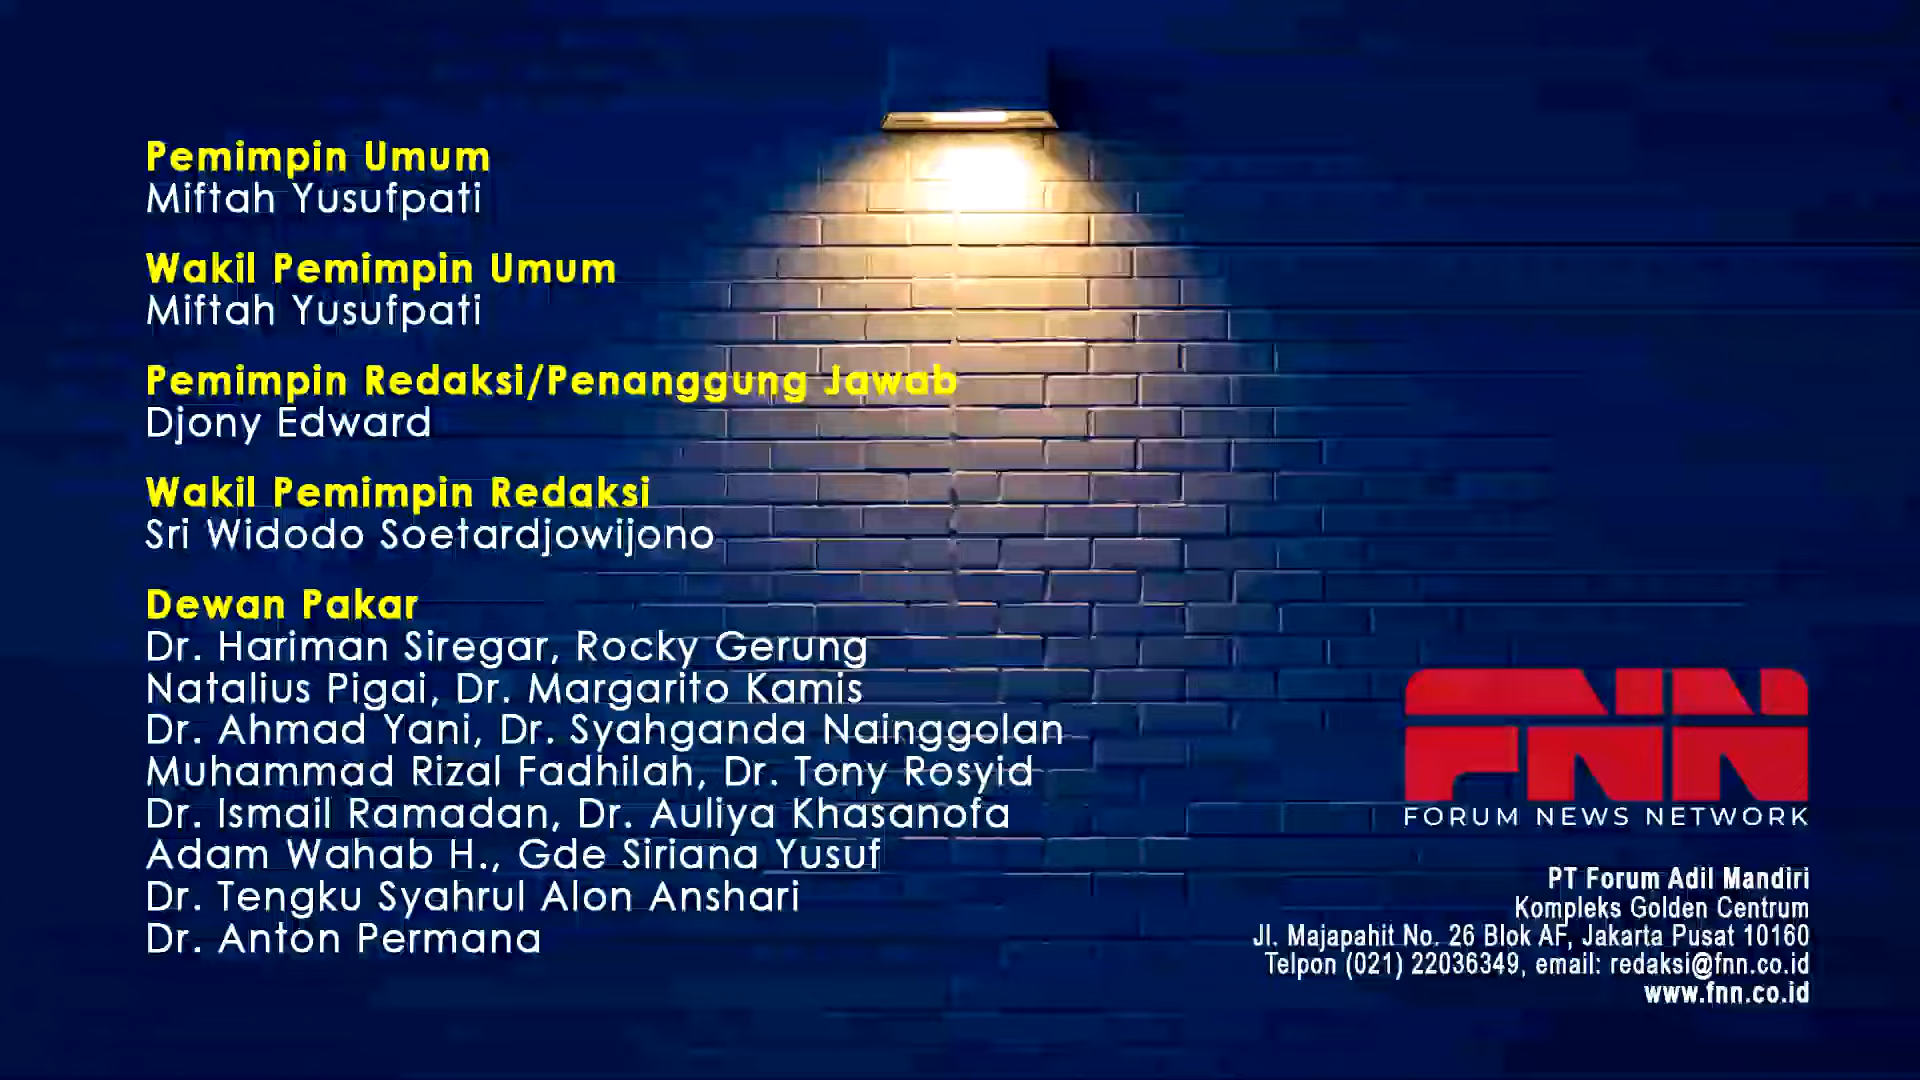 Pemimpin Umum
Miftah Yusufpati
Wakil Pemimpin Umum
Miftah Yusufpati
Pemimpin Redaksi/Penanggung Jawab
Djony Edward
Wakil Pemimpin Redaksi
Sri Widodo Soetardjowijono
Dewan Pakar
Dr. Hariman Siregar, Rocky Gerung
Natalius Pigai, Dr. Margarito Kamis
Dr. Ahmad Yani, Dr. Syahganda Nainggolan
Muhammad Rizal Fadhilah, Dr. Tony Rosyid
Dr. Ismail Ramadan, Dr. Auliya Khasanofa
Adam Wahab H., Gde Siriana Yusuf
Dr. Tengku Syahrul Alon Anshari
Dr. Anton Permana
FNN
FORUM NEWS NETWORK
PT Forum Adil Mandiri
Kompleks Golden Centrum
Jl. Majapahit No. 26 Blok AF, Jakarta Pusat 10160
Telpon (021) 22036349, email: redaksi@fnn.co.id
www.fnn.co.id